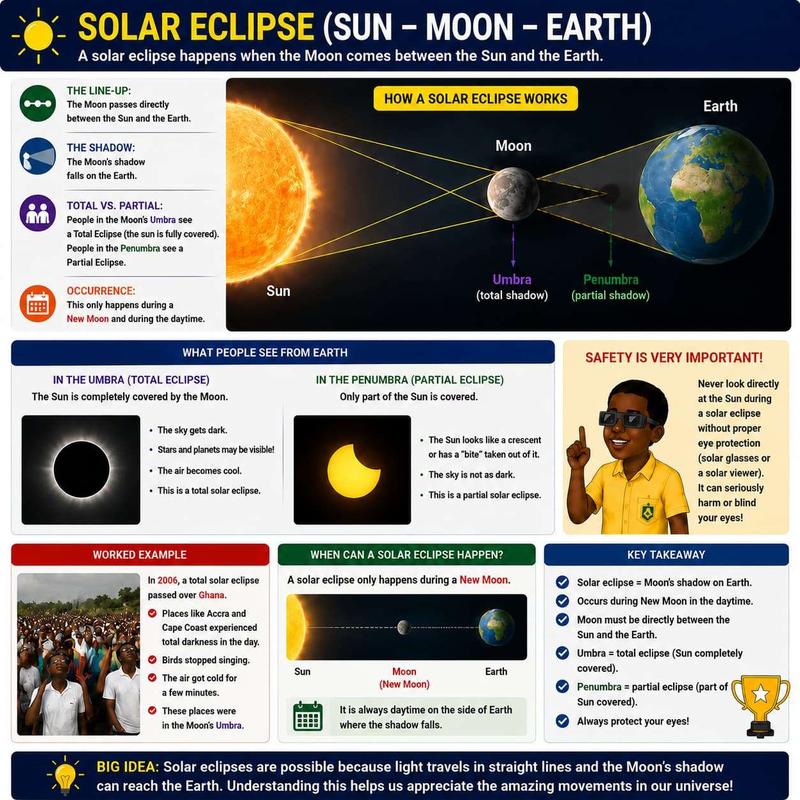 SOLAR ECLIPSE (SUN – MOON – EARTH)
A solar eclipse happens when the Moon comes between the Sun and the Earth.
THE LINE-UP:
The Moon passes directly
between the Sun and the Earth.
THE SHADOW:
The Moon's shadow
falls on the Earth.
TOTAL VS. PARTIAL:
People in the Moon's Umbra see
a Total Eclipse (the sun is fully covered).
People in the Penumbra see a
Partial Eclipse.
OCCURRENCE:
This only happens during a
New Moon and during the daytime.
HOW A SOLAR ECLIPSE WORKS
Sun
Moon
Earth
Umbra
(total shadow)
Penumbra
(partial shadow)
WHAT PEOPLE SEE FROM EARTH
IN THE UMBRA (TOTAL ECLIPSE)
The Sun is completely covered by the Moon.
• The sky gets dark.
• Stars and planets may be visible!
• The air becomes cool.
• This is a total solar eclipse.
IN THE PENUMBRA (PARTIAL ECLIPSE)
Only part of the Sun is covered.
• The Sun looks like a crescent
or has a "bite" taken out of it.
• The sky is not as dark.
• This is a partial solar eclipse.
SAFETY IS VERY IMPORTANT!
Never look directly
at the Sun during
a solar eclipse
without proper
eye protection
(solar glasses or
a solar viewer).
It can seriously
harm or blind
your eyes!
WORKED EXAMPLE
In 2006, a total solar eclipse
passed over Ghana.
Places like Accra and
Cape Coast experienced
total darkness in the day.
Birds stopped singing.
The air got cold for
a few minutes.
These places were
in the Moon's Umbra.
WHEN CAN A SOLAR ECLIPSE HAPPEN?
A solar eclipse only happens during a New Moon.
Sun
Moon
(New Moon)
Earth
It is always daytime on the side of Earth
where the shadow falls.
KEY TAKEAWAY
Solar eclipse = Moon's shadow on Earth.
Occurs during New Moon in the daytime.
Moon must be directly between the
Sun and the Earth.
Umbra = total eclipse (Sun completely
covered).
Penumbra = partial eclipse (part of
Sun covered).
Always protect your eyes!
BIG IDEA: Solar eclipses are possible because light travels in straight lines and the Moon's shadow
can reach the Earth. Understanding this helps us appreciate the amazing movements in our universe!